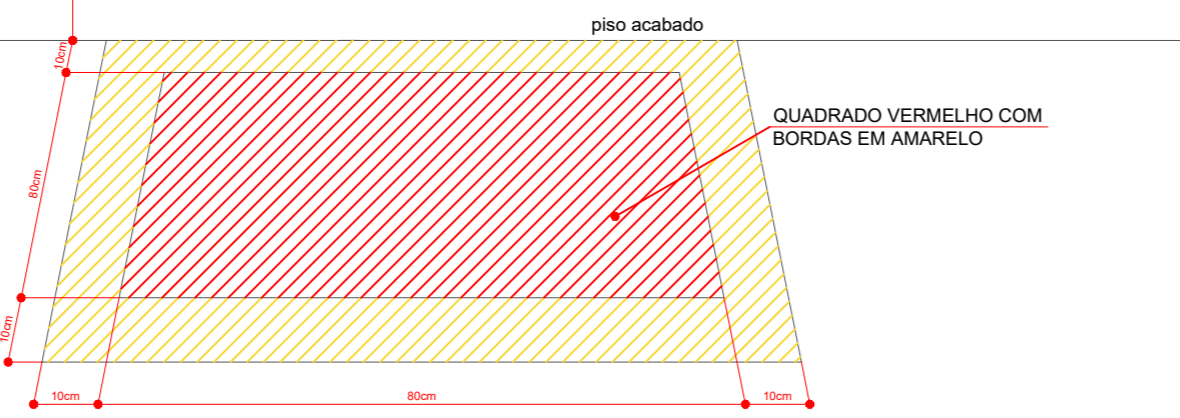 piso acabado
10cm
QUADRADO VERMELHO COM
BORDAS EM AMARELO
80cm
10cm
10cm
80cm
10cm